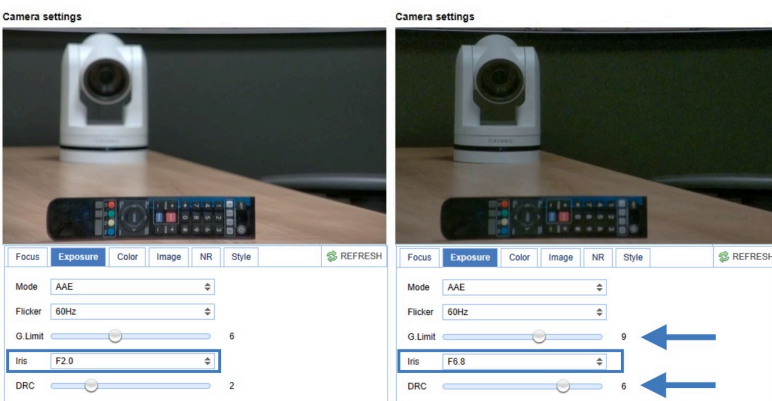 Camera settings
Camera settings
Focus Exposure Color Image NR Style REFRESH
Mode AAE
Flicker 60Hz
G.Limit 6
Iris F2.0
DRC 2
Focus Exposure Color Image NR Style REFRESH
Mode AAE
Flicker 60Hz
G.Limit 9
Iris F6.8
DRC 6